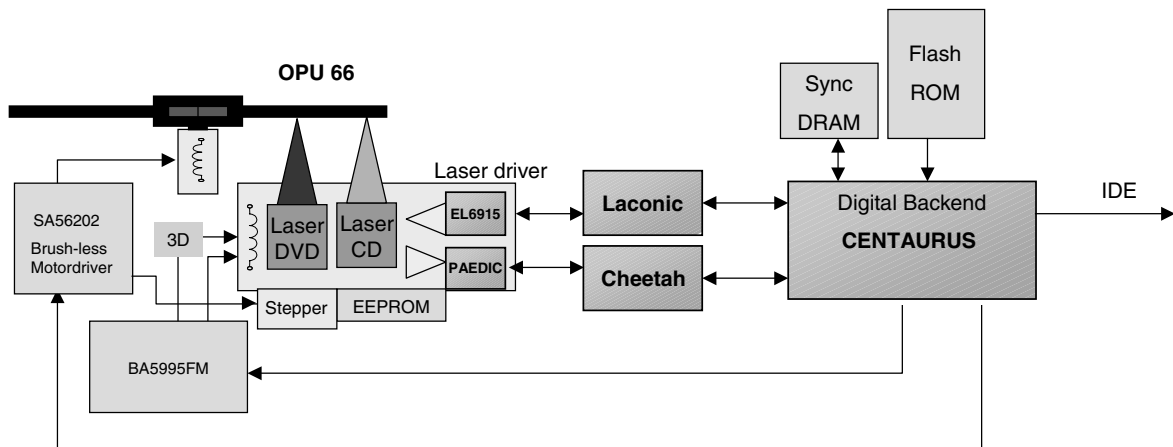 OPU 66
Flash
ROM
Sync
DRAM
Laser driver
SA56202
Brush-less
Motordriver
3D
Laser
DVD
Laser
CD
EL6915
PAEDIC
Laconic
Cheetah
Digital Backend
CENTAURUS
IDE
Stepper
EEPROM
BA5995FM